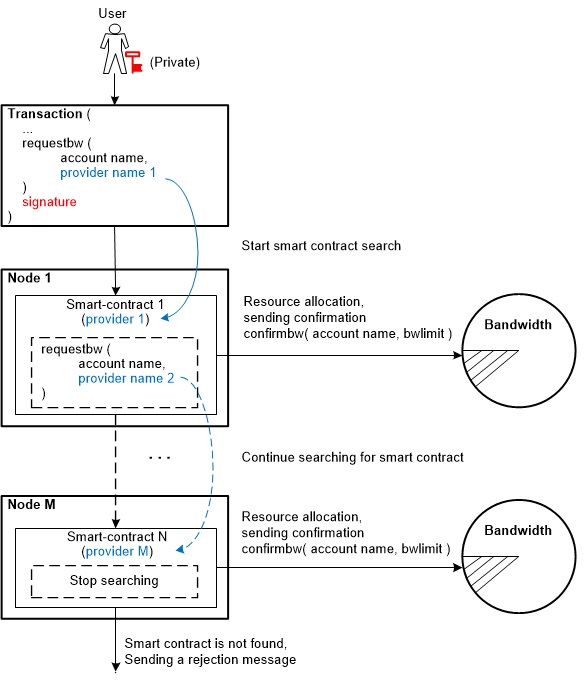 User
(Private)
Transaction (
...
requestbw (
account name,
provider name 1
)
signature
)
Start smart contract search
Node 1
Smart-contract 1
(provider 1)
requestbw (
account name,
provider name 2
)
Resource allocation,
sending confirmation
confirmbw( account name, bwlimit )
Bandwidth
...
Continue searching for smart contract
Node M
Smart-contract N
(provider M)
Stop searching
Resource allocation,
sending confirmation
confirmbw( account name, bwlimit )
Bandwidth
Smart contract is not found,
Sending a rejection message